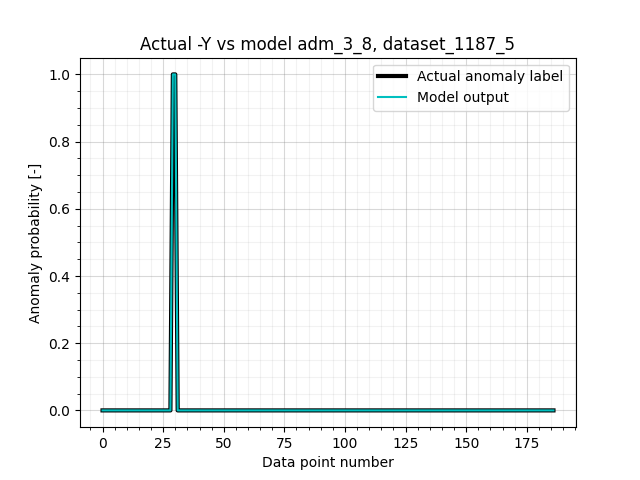 Actual -Y vs model adm_3_8, dataset_1187_5
Actual anomaly label
Model output
Anomaly probability [-]
1.0
0.8
0.6
0.4
0.2
0.0
0 25 50 75 100 125 150 175
Data point number